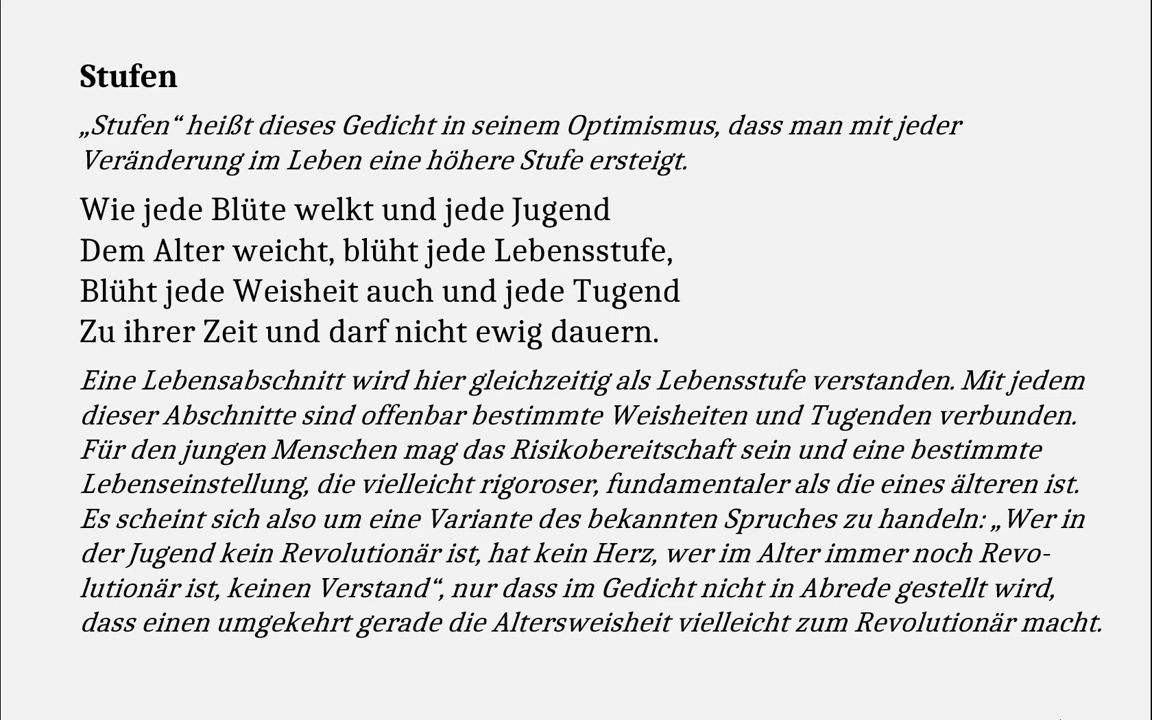 Stufen
„Stufen“ heißt dieses Gedicht in seinem Optimismus, dass man mit jeder
Veränderung im Leben eine höhere Stufe ersteigt.
Wie jede Blüte welkt und jede Jugend
Dem Alter weicht, blüht jede Lebensstufe,
Blüht jede Weisheit auch und jede Tugend
Zu ihrer Zeit und darf nicht ewig dauern.
Eine Lebensabschnitt wird hier gleichzeitig als Lebensstufe verstanden. Mit jedem
dieser Abschnitte sind offenbar bestimmte Weisheiten und Tugenden verbunden.
Für den jungen Menschen mag das Risikobereitschaft sein und eine bestimmte
Lebenseinstellung, die vielleicht rigoroser, fundamentaler als die eines älteren ist.
Es scheint sich also um eine Variante des bekannten Spruches zu handeln: „Wer in
der Jugend kein Revolutionär ist, hat kein Herz, wer im Alter immer noch Revo-
lutionär ist, keinen Verstand“, nur dass im Gedicht nicht in Abrede gestellt wird,
dass einen umgekehrt gerade die Altersweisheit vielleicht zum Revolutionär macht.